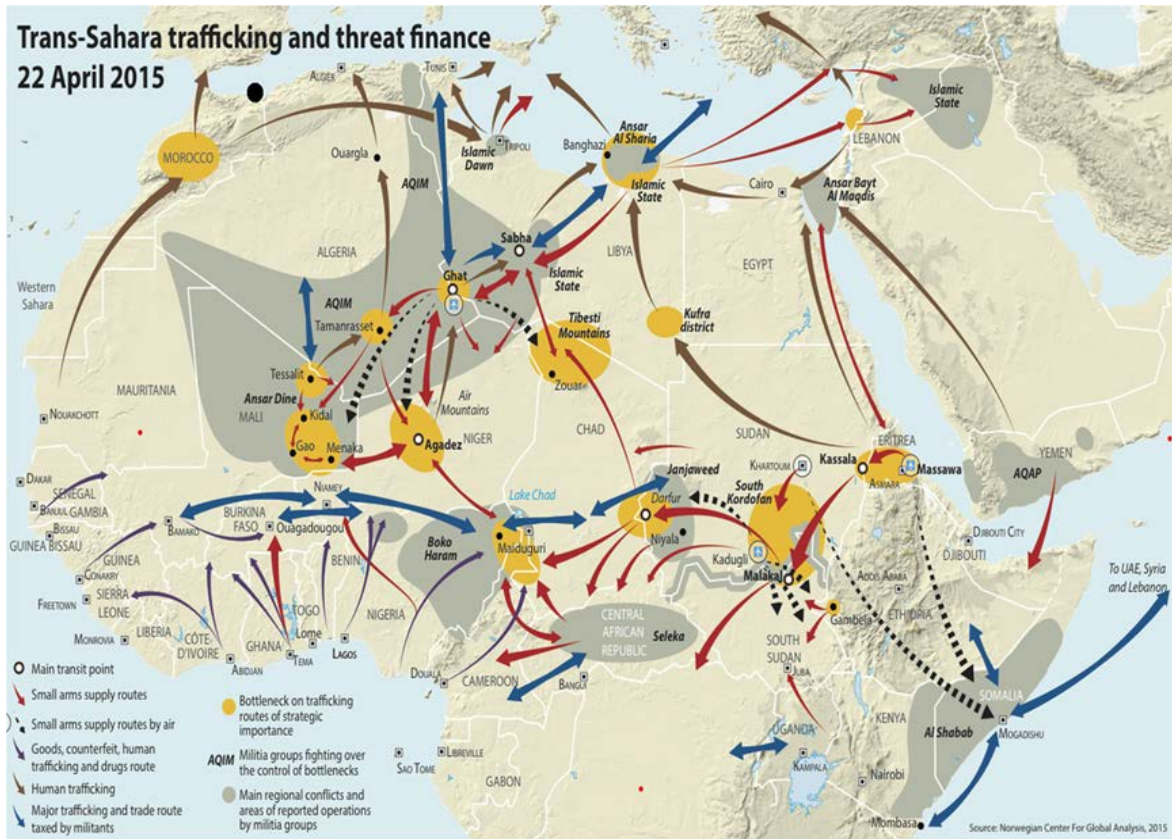 Trans-Sahara trafficking and threat finance
22 April 2015
ALGIER
TUNIS
Islamic
State
LEBANON
MOROCCO
Ouargla
Islamic
Dawn
TRIPOLI
Banghazi
Ansar
Al Sharia
Islamic
State
Cairo
Ansar Bayt
Al Maqdis
AQIM
ALGERIA
Sabha
LIBYA
EGYPT
Western
Sahara
Ghat
Islamic
State
AQIM
Tamanrasset
Tibesti
Mountains
Kufra
district
Tessalit
Zouar
MAURITANIA
Ansar Dine
Air
Mountains
NOUAKCHOTT
MALI
Kidal
Gao
Menaka
Agadez
NIGER
CHAD
SUDAN
ERITREA
YEMEN
Janjaweed
KHARTOUM
Kassala
Massawa
ASMARA
AQAP
DAKAR
SENEGAL
BANJUL
GAMBIA
BISSAU
GUINEA BISSAU
NIAMEY
Lake Chad
South
Kordofan
Darfur
BAMAKO
BURKINA
FASO
Ouagadougou
GUINEA
BENIN
Boko
Haram
Maiduguri
Niyala
Kadugli
DJIBOUTI CITY
DJIBOUTI
CONAKRY
Malakal
ADDIS ABABA
To UAE, Syria
and Lebanon
FREETOWN
SIERRA
LEONE
NIGERIA
CENTRAL
AFRICAN
REPUBLIC
Seleka
ETHIOPIA
Gambela
MONROVIA
LIBERIA
CÔTE-
D'IVOIRE
GHANA
TOGO
Lome
TEMA
LAGOS
ABIDJAN
SOUTH
SUDAN
JUBA
DOUALA
CAMEROON
BANGUI
SOMALIA
MOGADISHU
UGANDA
KAMPALA
KENYA
Al Shabab
LIBREVILLE
SAO TOME
GABON
Nairobi
Mombasa
Main transit point
Small arms supply routes
Small arms supply routes by air
Goods, counterfeit, human
trafficking and drugs route
Human trafficking
Major trafficking and trade route
taxed by militants
Bottleneck on trafficking
routes of strategic
importance
AQIM Militia groups fighting over
the control of bottlenecks
Main regional conflicts and
areas of reported operations
by militia groups
Source: Norwegian Center For Global Analysis, 2015